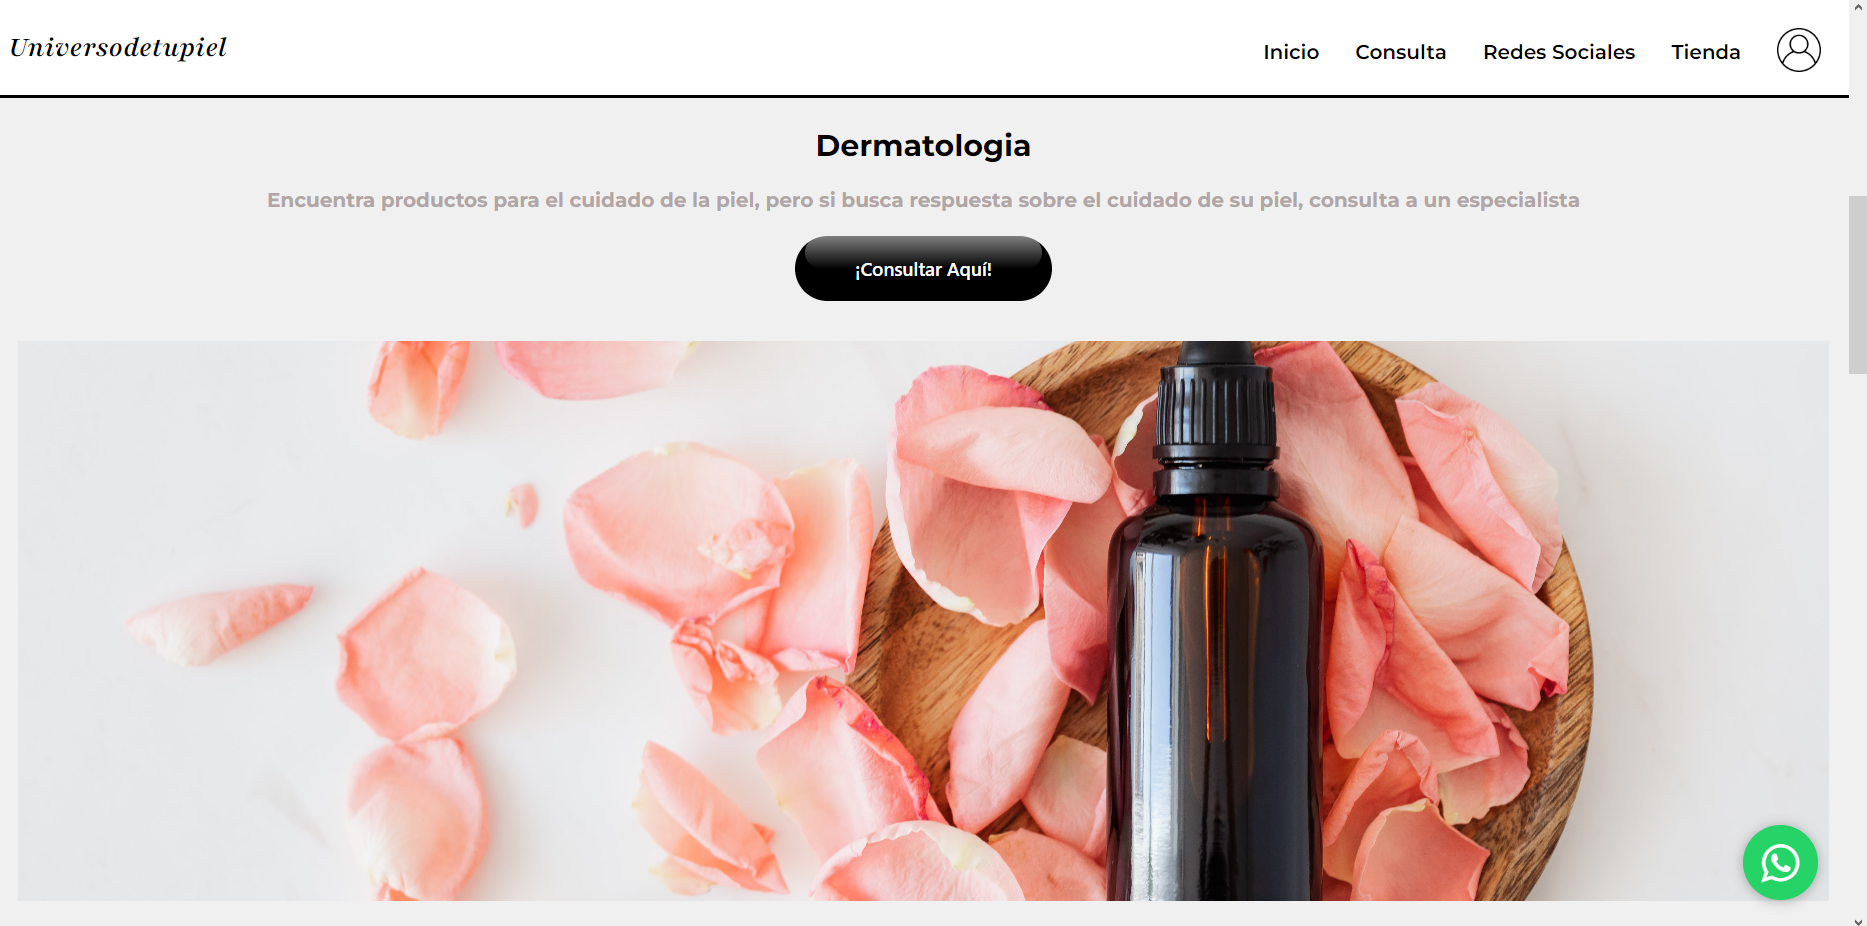 Universodetupiel
Inicio Consulta Redes Sociales Tienda
Dermatologia
Encuentra productos para el cuidado de la piel, pero si busca respuesta sobre el cuidado de su piel, consulta a un especialista
¡Consultar Aquí!